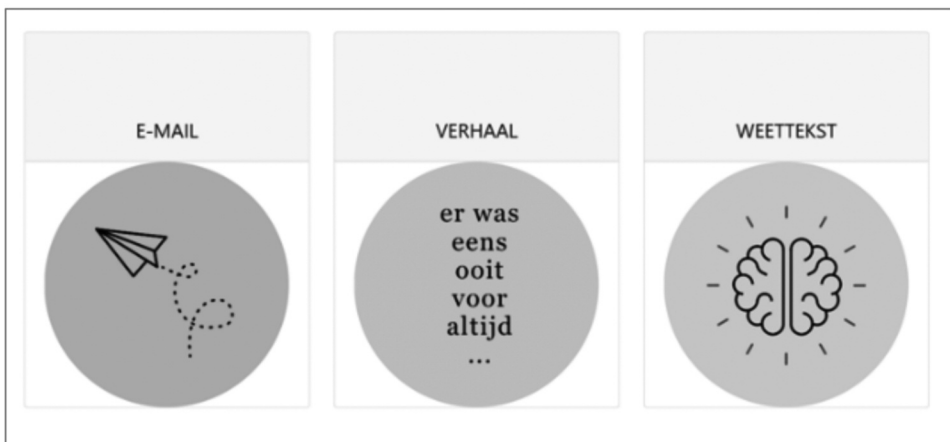 E-MAIL
VERHAAL
WEETTEKST
er was
eens
ooit
voor
altijd
...